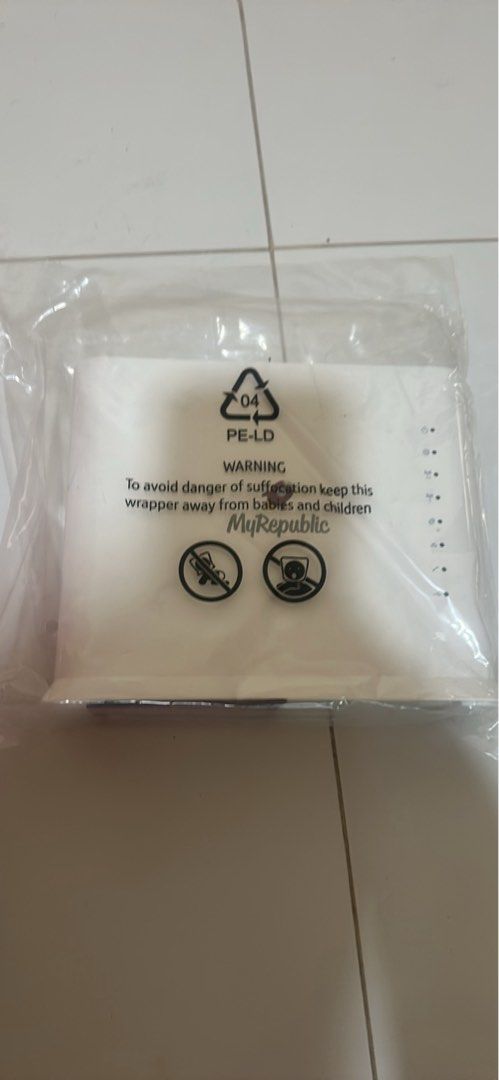 04
PE-LD
WARNING
To avoid danger of suffocation keep this
wrapper away from babies and children
MyRepublic